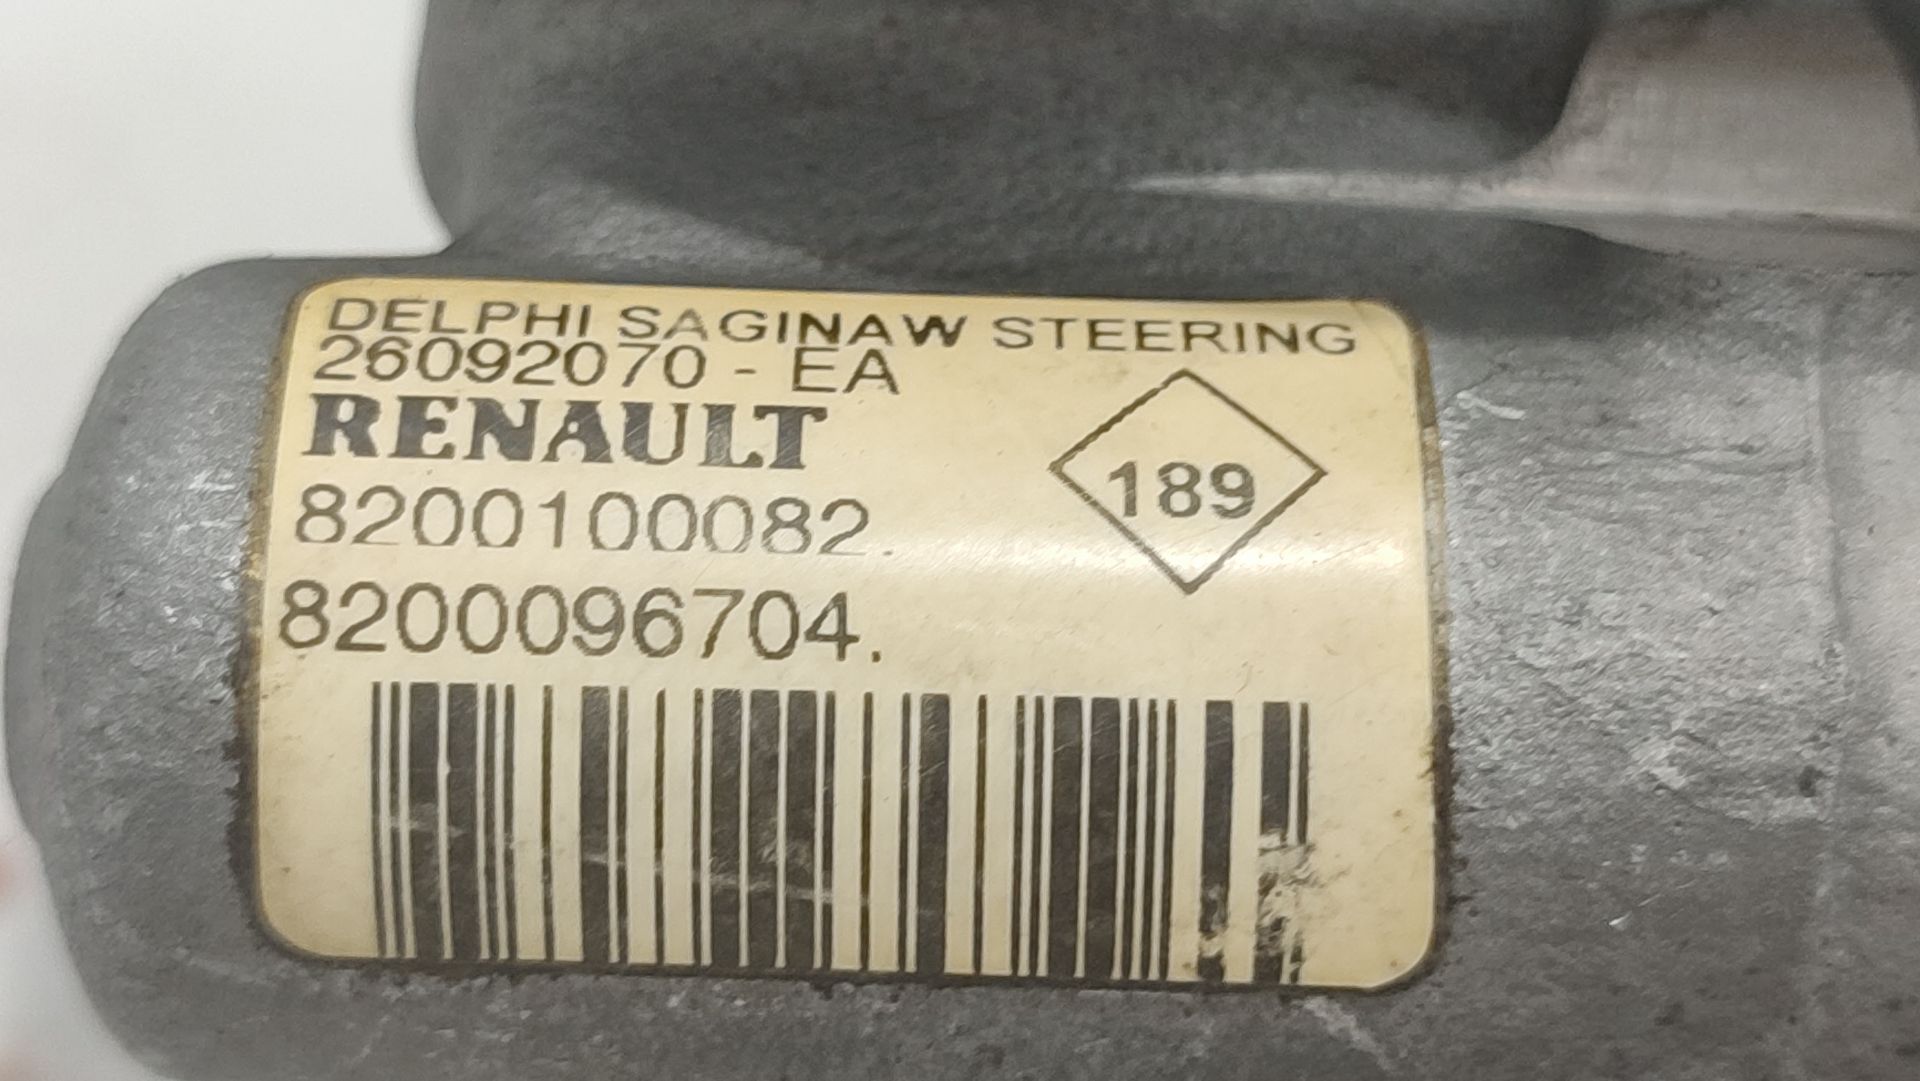 DELPHI SAGINAW STEERING
26092070 - EA
RENAULT
189
8200100082.
8200096704.